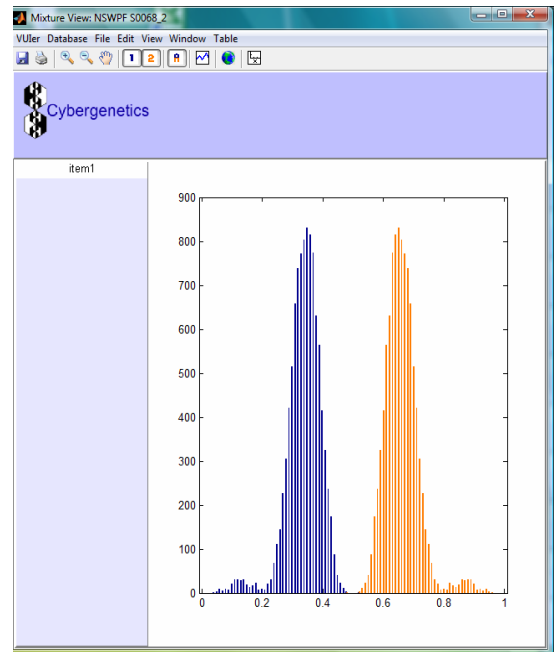 Mixture View: NSWPF S0068_2
VUler Database File Edit View Window Table
1 2 A
Cybergenetics
item1
900
800
700
600
500
400
300
200
100
0
0 0.2 0.4 0.6 0.8 1